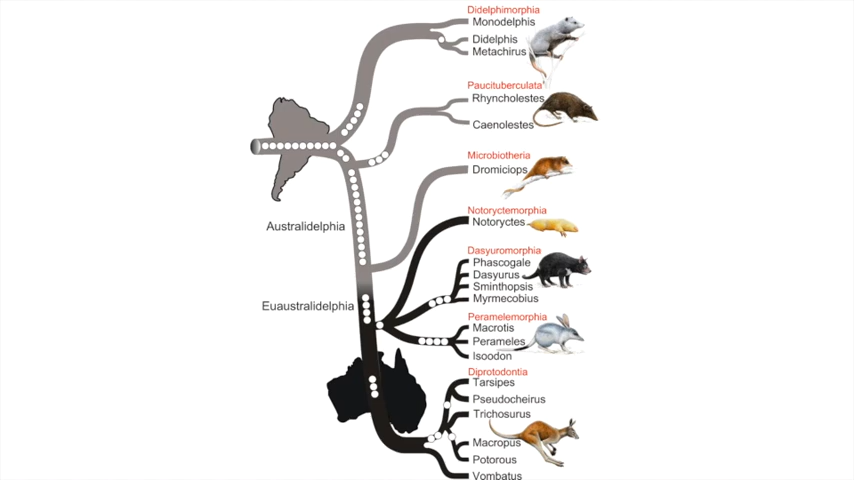 Didelphimorphia
Monodelphis
Didelphis
Metachirus
Paucituberculata
Rhyncholestes
Caenolestes
Microbiotheria
Dromiciops
Notoryctemorphia
Notoryctes
Australidelphia
Dasyuromorphia
Phascogale
Dasyurus
Sminthopsis
Myrmecobius
Euaustralidelphia
Peramelemorphia
Macrotis
Perameles
Isoodon
Diprotodontia
Tarsipes
Pseudocheirus
Trichosurus
Macropus
Potorous
Vombatus